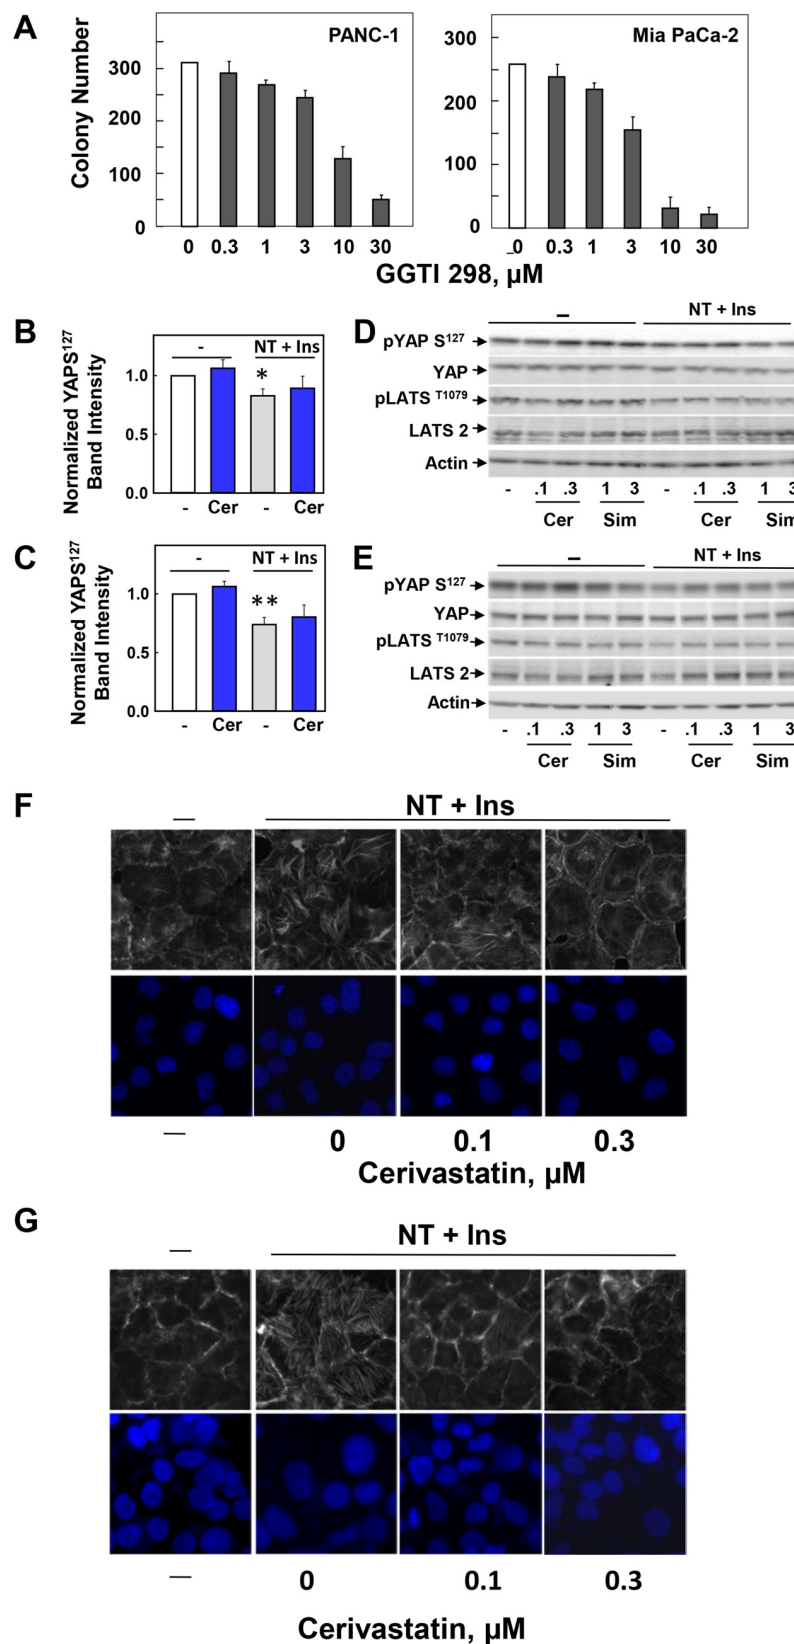 A
Colony Number
PANC-1
300
200
100
0
0 0.3 1 3 10 30
Mia PaCa-2
300
200
100
0
0 0.3 1 3 10 30
GGTI 298, µM
B
Normalized YAPS127
Band Intensity
- NT + Ins
*
1.0
0.5
0.0
- Cer - Cer
C
Normalized YAPS127
Band Intensity
- NT + Ins
**
1.0
0.5
0.0
- Cer - Cer
D
– NT + Ins
pYAP S127
YAP
pLATS T1079
LATS 2
Actin
- .1 .3 1 3 - .1 .3 1 3
Cer Sim Cer Sim
E
– NT + Ins
pYAP S127
YAP
pLATS T1079
LATS 2
Actin
- .1 .3 1 3 - .1 .3 1 3
Cer Sim Cer Sim
F
— NT + Ins
— 0 0.1 0.3
Cerivastatin, µM
G
— NT + Ins
— 0 0.1 0.3
Cerivastatin, µM